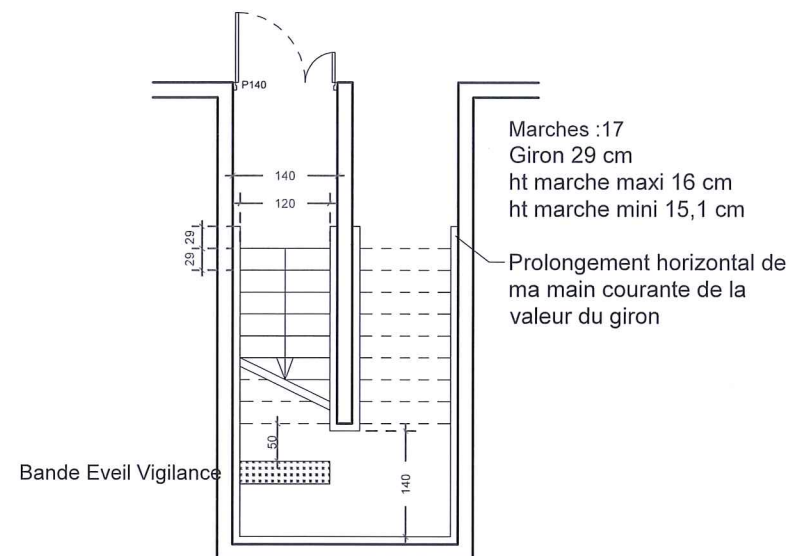 P140
140
120
29
29
Marches :17
Giron 29 cm
ht marche maxi 16 cm
ht marche mini 15,1 cm
Prolongement horizontal de
ma main courante de la
valeur du giron
50
140
Bande Eveil Vigilance